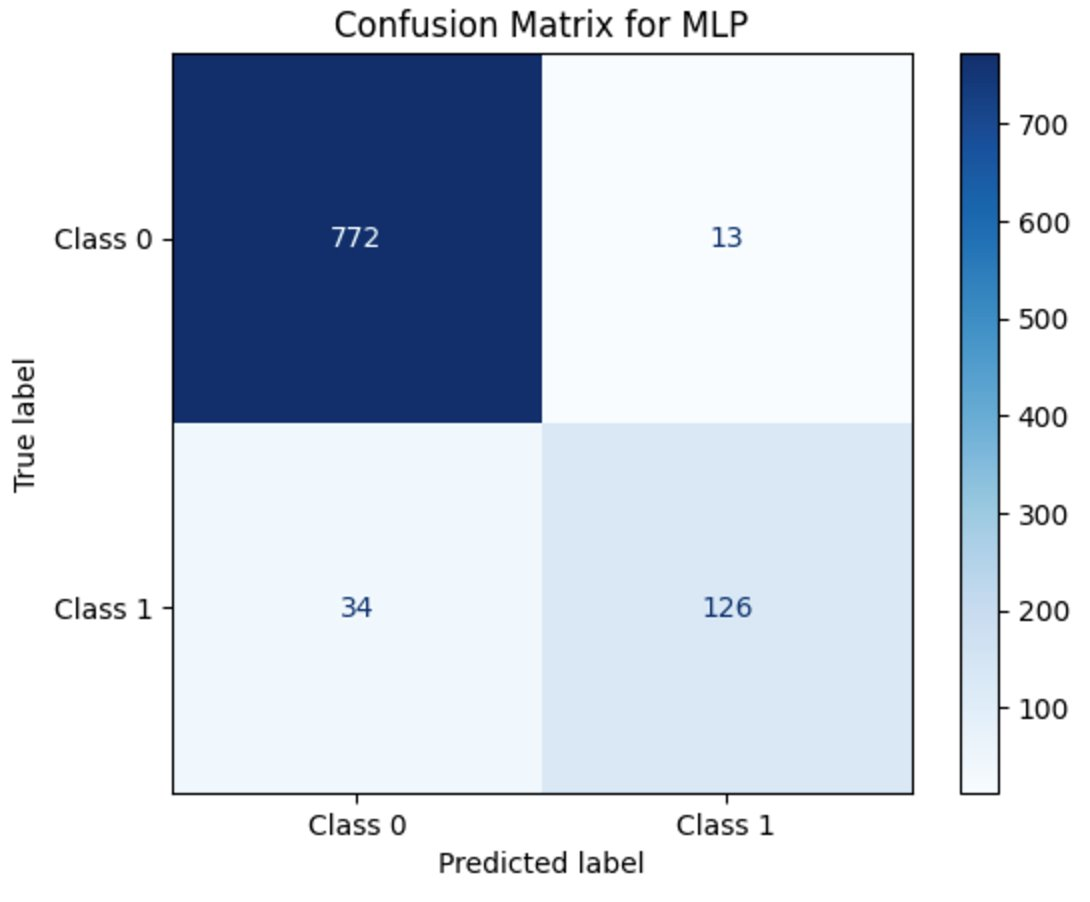 Confusion Matrix for MLP
True label
Class 0
772
13
Class 1
34
126
Class 0
Class 1
Predicted label
700
600
500
400
300
200
100